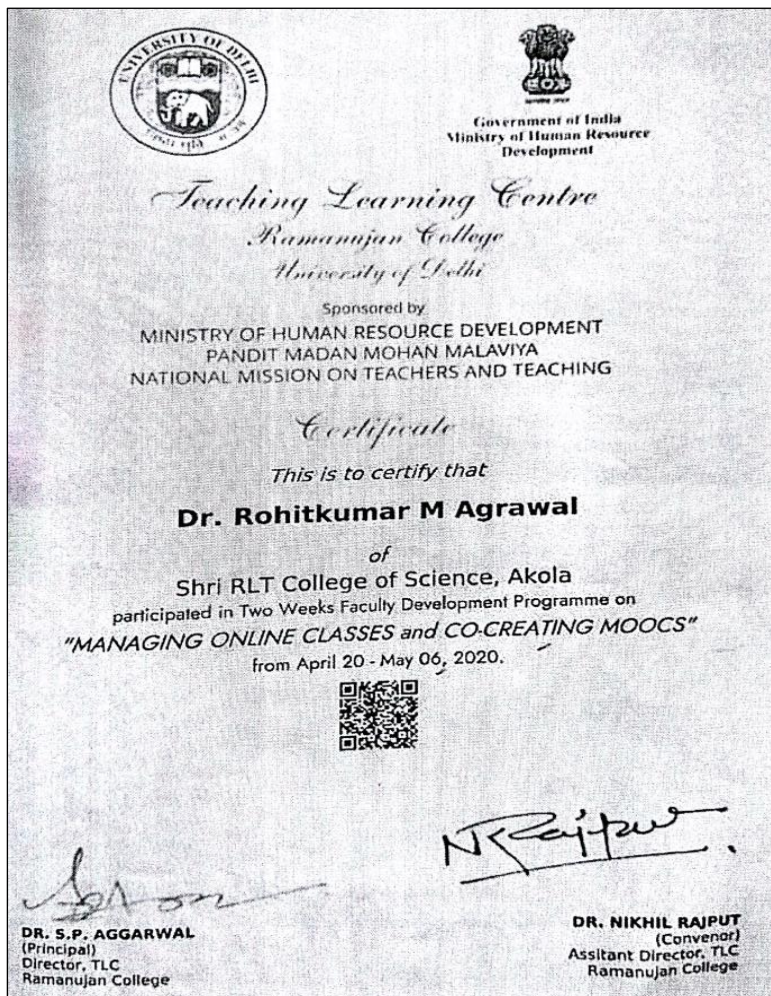 UNIVERSITY OF DELHI
Government of India
Ministry of Human Resource
Development
Teaching Learning Centre
Ramanujan College
University of Delhi
Sponsored by
MINISTRY OF HUMAN RESOURCE DEVELOPMENT
PANDIT MADAN MOHAN MALAVIYA
NATIONAL MISSION ON TEACHERS AND TEACHING
Certificate
This is to certify that
Dr. Rohitkumar M Agrawal
of
Shri RLT College of Science, Akola
participated in Two Weeks Faculty Development Programme on
"MANAGING ONLINE CLASSES and CO-CREATING MOOCS"
from April 20 - May 06, 2020.
NRajput
DR. S.P. AGGARWAL
(Principal)
Director, TLC
Ramanujan College
DR. NIKHIL RAJPUT
(Convenor)
Assitant Director, TLC
Ramanujan College